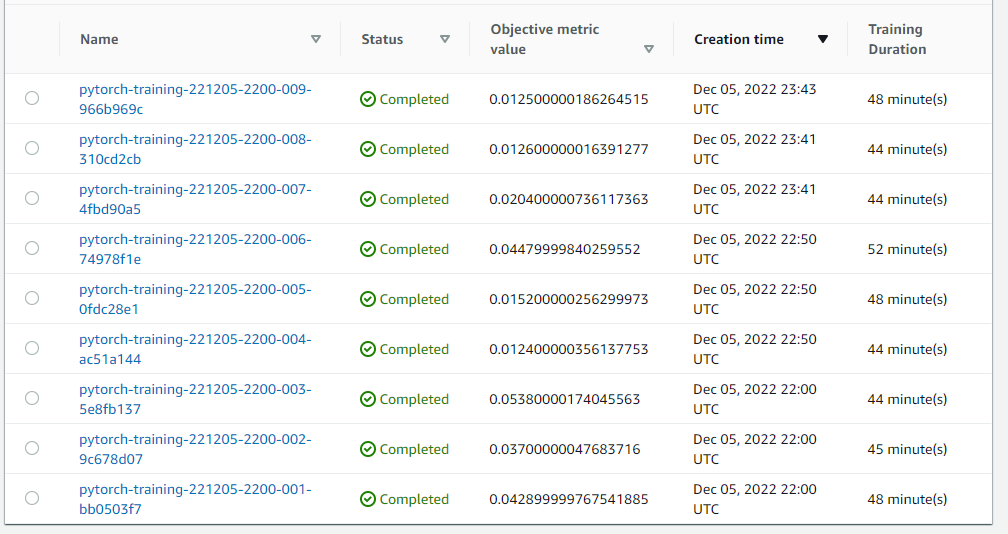 Name Status Objective metric value Creation time Training Duration
pytorch-training-221205-2200-009-966b969c Completed 0.012500000186264515 Dec 05, 2022 23:43 UTC 48 minute(s)
pytorch-training-221205-2200-008-310cd2cb Completed 0.012600000016391277 Dec 05, 2022 23:41 UTC 44 minute(s)
pytorch-training-221205-2200-007-4fbd90a5 Completed 0.020400000736117363 Dec 05, 2022 23:41 UTC 44 minute(s)
pytorch-training-221205-2200-006-74978f1e Completed 0.04479999840259552 Dec 05, 2022 22:50 UTC 52 minute(s)
pytorch-training-221205-2200-005-0fdc28e1 Completed 0.015200000256299973 Dec 05, 2022 22:50 UTC 48 minute(s)
pytorch-training-221205-2200-004-ac51a144 Completed 0.012400000356137753 Dec 05, 2022 22:50 UTC 44 minute(s)
pytorch-training-221205-2200-003-5e8fb137 Completed 0.05380000174045563 Dec 05, 2022 22:00 UTC 44 minute(s)
pytorch-training-221205-2200-002-9c678d07 Completed 0.03700000047683716 Dec 05, 2022 22:00 UTC 45 minute(s)
pytorch-training-221205-2200-001-bb0503f7 Completed 0.042899999767541885 Dec 05, 2022 22:00 UTC 48 minute(s)